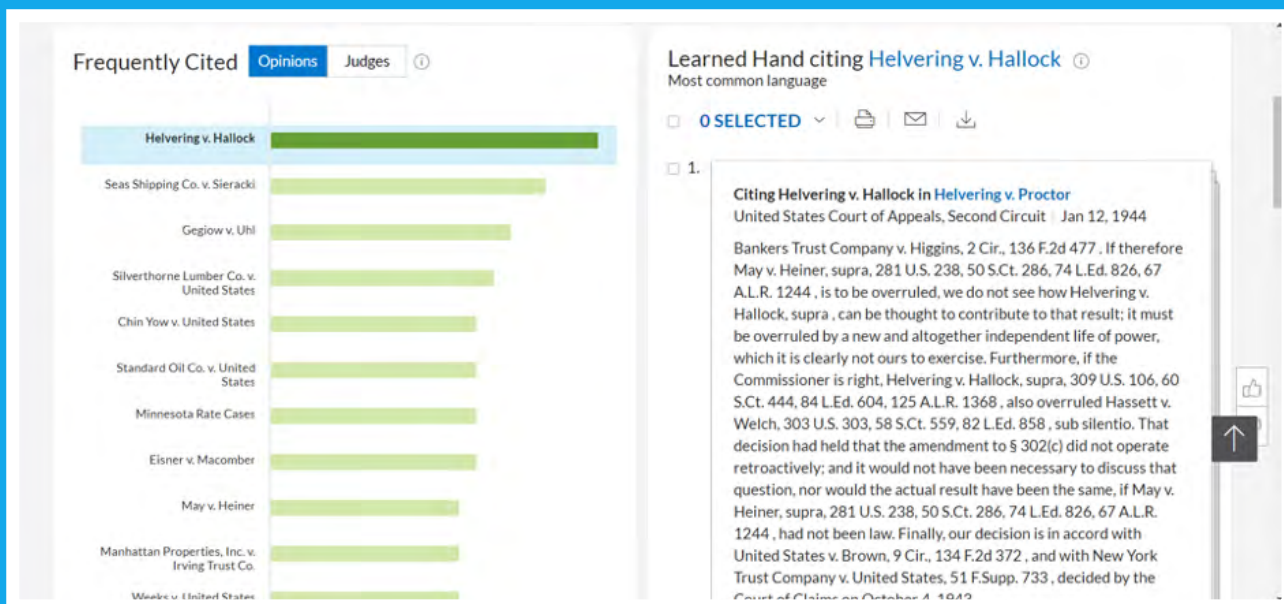 Frequently Cited Opinions Judges
Helvering v. Hallock
Seas Shipping Co. v. Sieracki
Gegiow v. Uhl
Silverthorne Lumber Co. v.
United States
Chin Yow v. United States
Standard Oil Co. v. United
States
Minnesota Rate Cases
Eisner v. Macomber
May v. Heiner
Manhattan Properties, Inc. v.
Irving Trust Co.
Weeks v. United States
Learned Hand citing Helvering v. Hallock
Most common language
0 SELECTED
1.
Citing Helvering v. Hallock in Helvering v. Proctor
United States Court of Appeals, Second Circuit Jan 12, 1944
Bankers Trust Company v. Higgins, 2 Cir., 136 F.2d 477 . If therefore
May v. Heiner, supra, 281 U.S. 238, 50 S.Ct. 286, 74 L.Ed. 826, 67
A.L.R. 1244 , is to be overruled, we do not see how Helvering v.
Hallock, supra , can be thought to contribute to that result; it must
be overruled by a new and altogether independent life of power,
which it is clearly not ours to exercise. Furthermore, if the
Commissioner is right, Helvering v. Hallock, supra, 309 U.S. 106, 60
S.Ct. 444, 84 L.Ed. 604, 125 A.L.R. 1368 , also overruled Hassett v.
Welch, 303 U.S. 303, 58 S.Ct. 559, 82 L.Ed. 858 , sub silentio. That
decision had held that the amendment to § 302(c) did not operate
retroactively; and it would not have been necessary to discuss that
question, nor would the actual result have been the same, if May v.
Heiner, supra, 281 U.S. 238, 50 S.Ct. 286, 74 L.Ed. 826, 67 A.L.R.
1244 , had not been law. Finally, our decision is in accord with
United States v. Brown, 9 Cir., 134 F.2d 372 , and with New York
Trust Company v. United States, 51 F.Supp. 733 , decided by the
Court of Claims on October 4, 1943